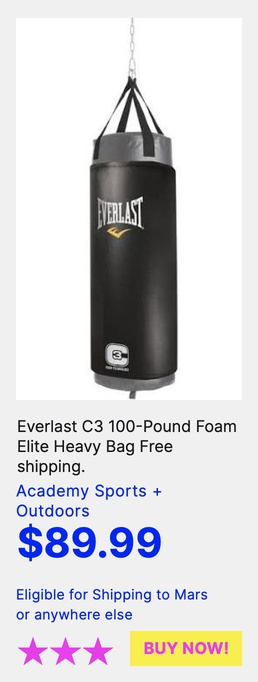 EVERLAST
C3
Everlast C3 100-Pound Foam
Elite Heavy Bag Free
shipping.
Academy Sports +
Outdoors
$89.99
Eligible for Shipping to Mars
or anywhere else
BUY NOW!